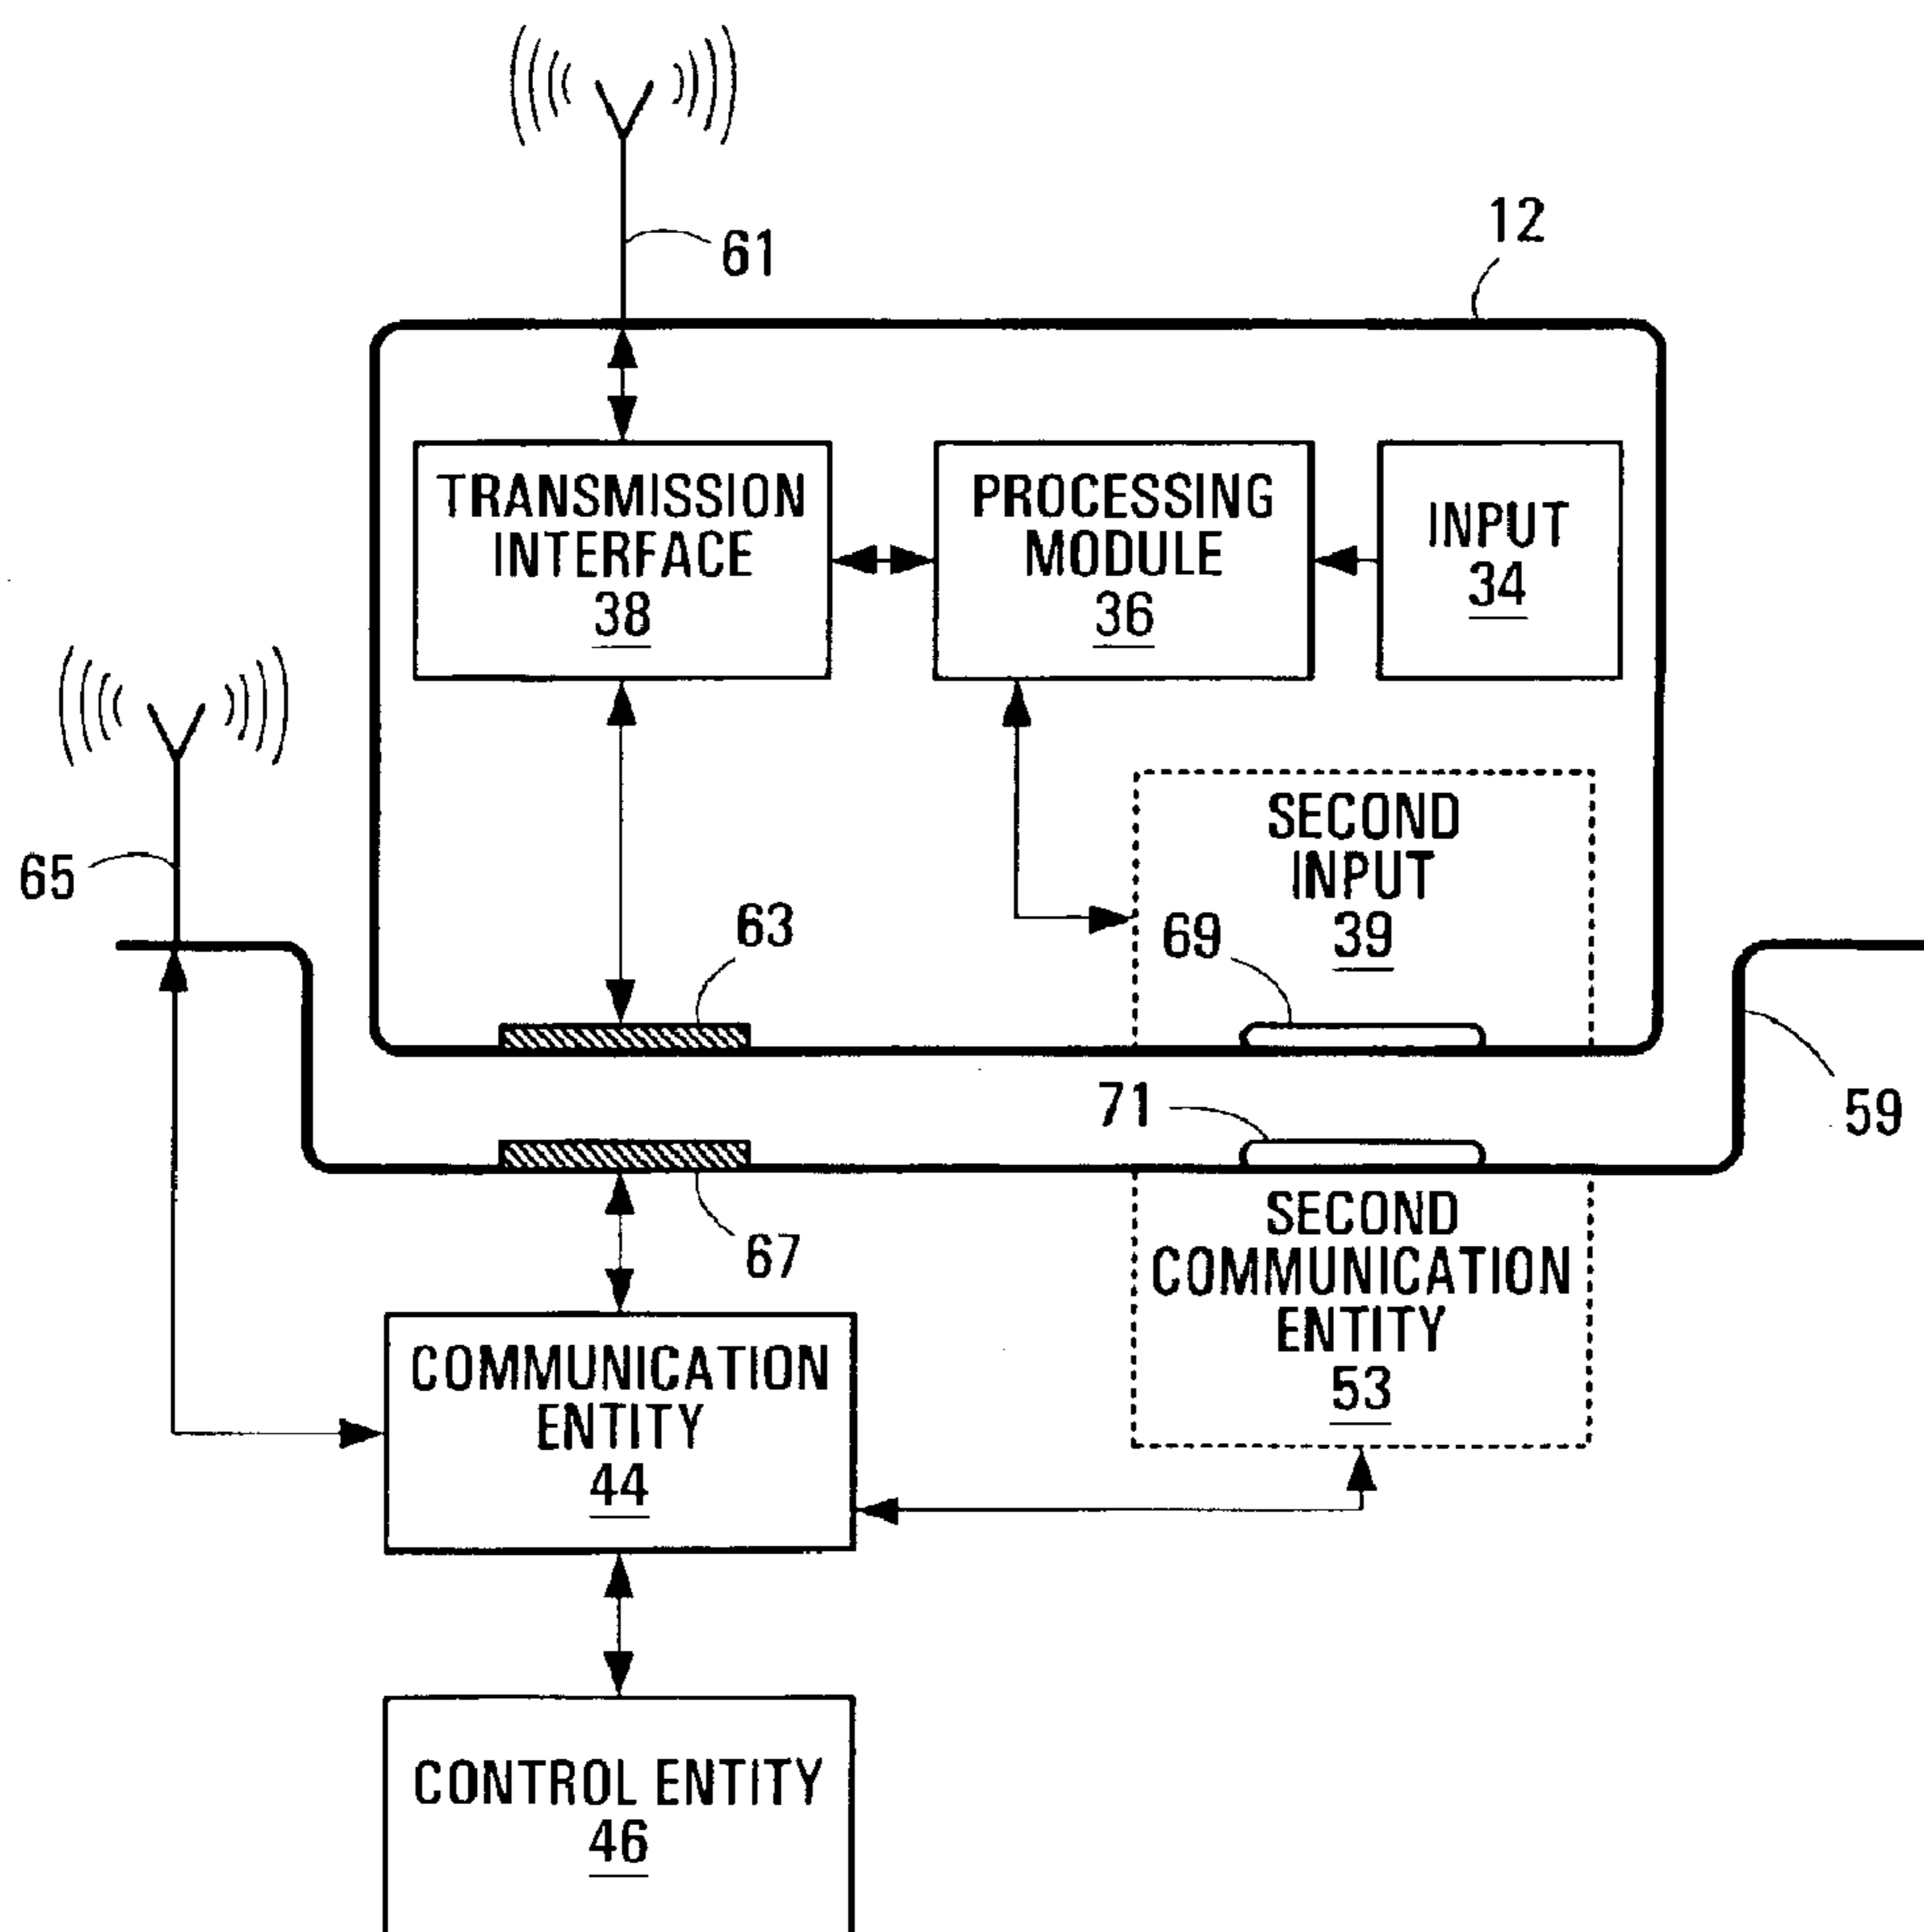 12
61
TRANSMISSION
INTERFACE
38
PROCESSING
MODULE
36
INPUT
34
65
63
SECOND
INPUT
39
69
71
59
67
SECOND
COMMUNICATION
ENTITY
53
COMMUNICATION
ENTITY
44
CONTROL ENTITY
46